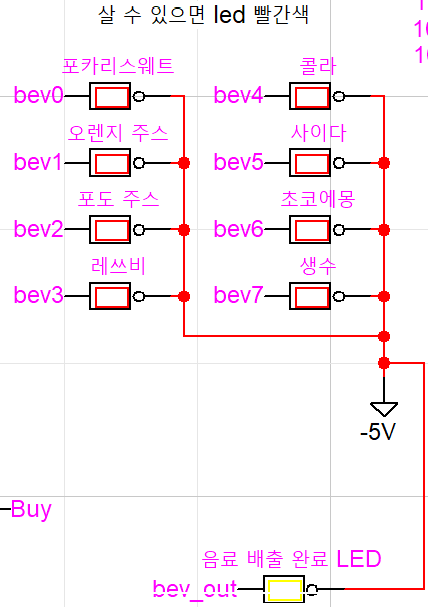 살 수 있으면 led 빨간색
포카리스웨트
콜라
bev0
bev4
오렌지 주스
사이다
bev1
bev5
포도 주스
초코에몽
bev2
bev6
레쓰비
생수
bev3
bev7
-5V
Buy
음료 배출 완료 LED
bev_out